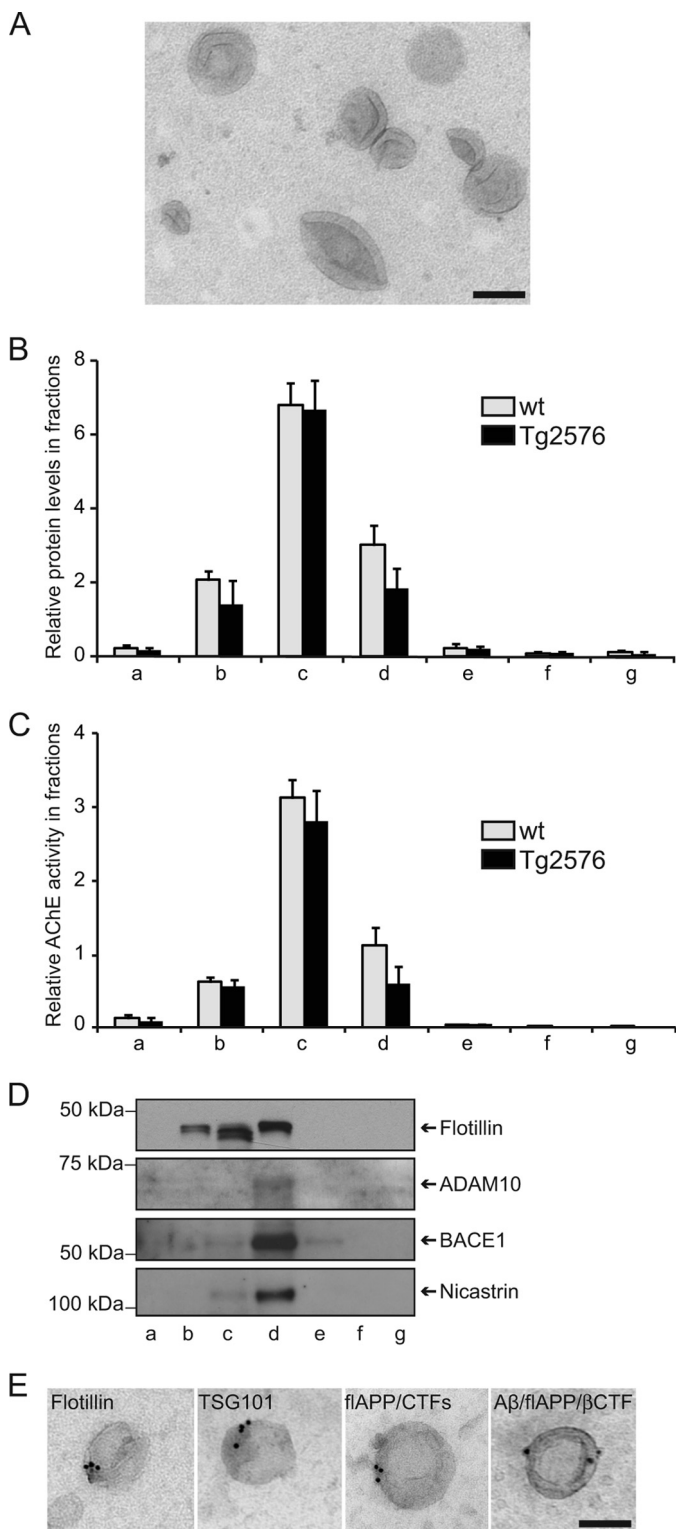 A
B
Relative protein levels in fractions
8
6
4
2
0
wt
Tg2576
a b c d e f g
C
Relative AChE activity in fractions
4
3
2
1
0
wt
Tg2576
a b c d e f g
D
50 kDa
Flotillin
75 kDa
ADAM10
BACE1
50 kDa
Nicastrin
100 kDa
a b c d e f g
E
Flotillin TSG101 flAPP/CTFs Aβ/flAPP/βCTF